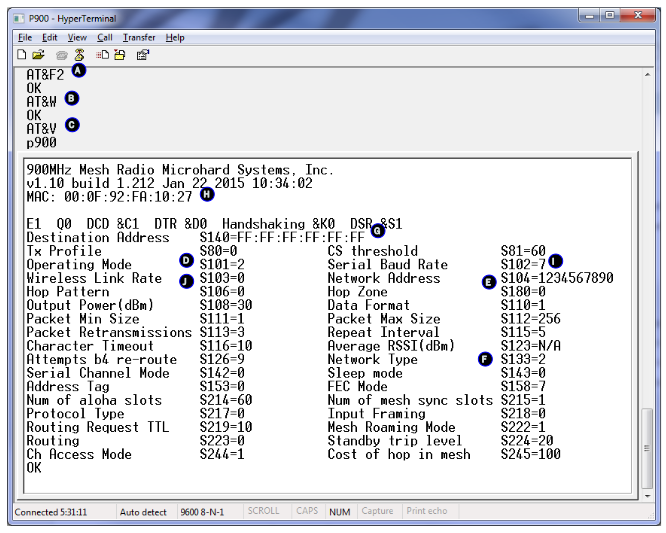 P900 - HyperTerminal
File Edit View Call Transfer Help
AT&F2 A
OK
AT&W B
OK
AT&V C
p900
900MHz Mesh Radio Microhard Systems, Inc.
v1.10 build 1.212 Jan 22 2015 10:34:02
MAC: 00:0F:92:FA:10:27 H
E1 Q0 DCD &C1 DTR &D0 Handshaking &K0 DSR &S1
Destination Address S140=FF:FF:FF:FF:FF:FF G
Tx Profile S80=0 CS threshold S81=60
Operating Mode D S101=2 Serial Baud Rate S102=7 I
Wireless Link Rate J S103=0 Network Address E S104=1234567890
Hop Pattern S106=0 Hop Zone S180=0
Output Power(dBm) S108=30 Data Format S110=1
Packet Min Size S111=1 Packet Max Size S112=256
Packet Retransmissions S113=3 Repeat Interval S115=5
Character Timeout S116=10 Average RSSI(dBm) S123=N/A
Attempts b4 re-route S126=9 Network Type F S133=2
Serial Channel Mode S142=0 Sleep mode S143=0
Address Tag S153=0 FEC Mode S158=7
Num of aloha slots S214=60 Num of mesh sync slots S215=1
Protocol Type S217=0 Input Framing S218=0
Routing Request TTL S219=10 Mesh Roaming Mode S222=1
Routing S223=0 Standby trip level S224=20
Ch Access Mode S244=1 Cost of hop in mesh S245=100
OK
Connected 5:31:11 Auto detect 9600 8-N-1 SCROLL CAPS NUM Capture Print echo